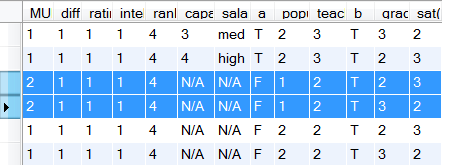 MU diff ratin inte rank capa sala a popu teac b grac sat(
1 1 1 1 4 3 med T 2 3 T 3 2
1 1 1 1 4 4 high T 2 3 T 2 3
2 1 1 1 4 N/A N/A F 1 2 T 2 3
2 1 1 1 4 N/A N/A F 1 2 T 3 2
1 1 1 1 4 N/A N/A F 2 2 T 2 3
1 1 1 1 4 N/A N/A F 2 2 T 3 2